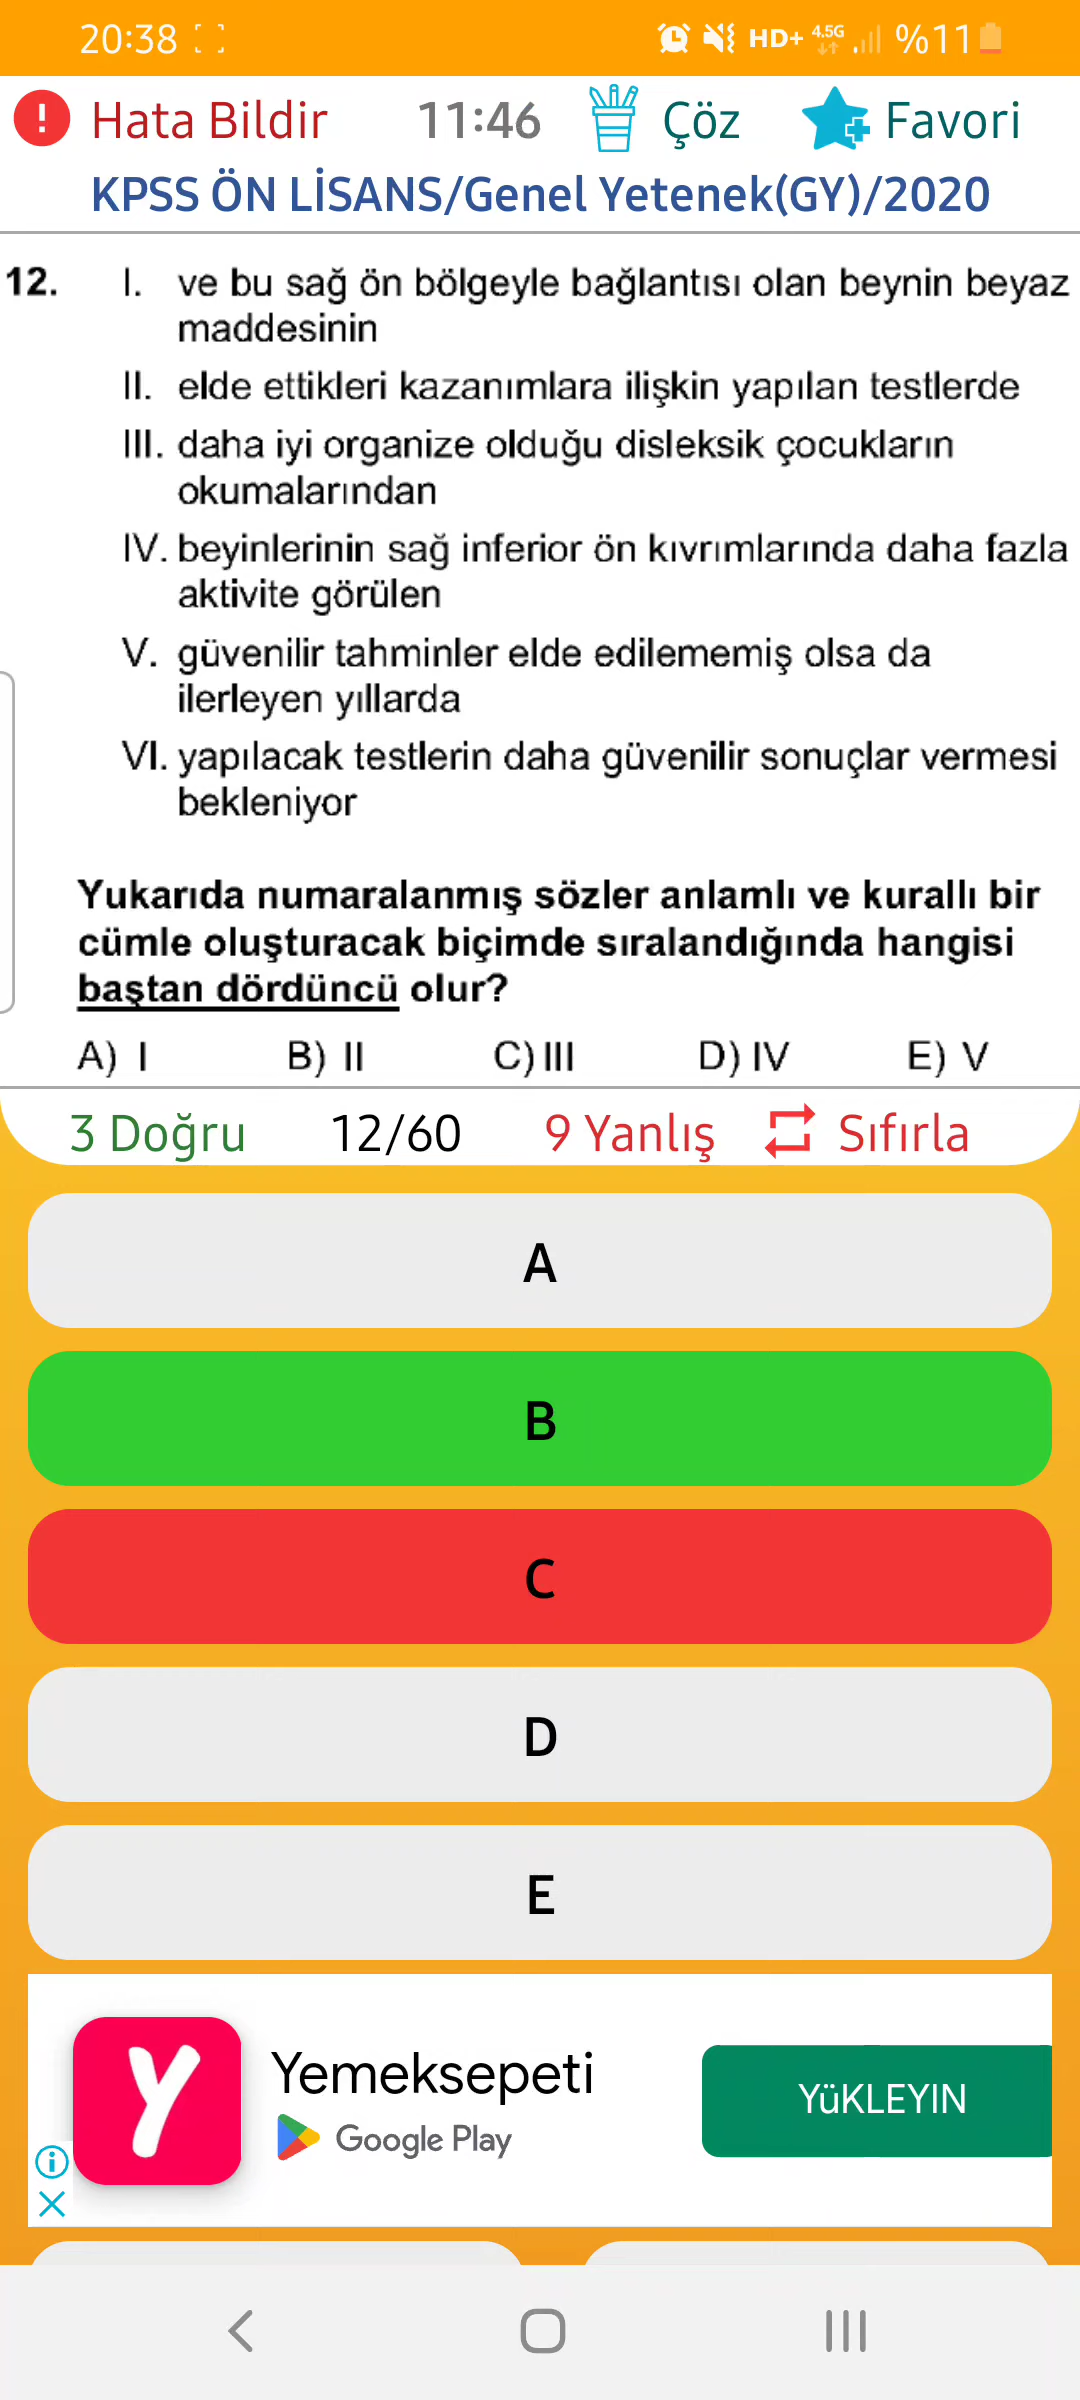 20:38 HD+ 4.5G %11
Hata Bildir 11:46 Çöz Favori
KPSS ÖN LİSANS/Genel Yetenek(GY)/2020
12. I. ve bu sağ ön bölgeyle bağlantısı olan beynin beyaz
maddesinin
II. elde ettikleri kazanımlara ilişkin yapılan testlerde
III. daha iyi organize olduğu disleksik çocukların
okumalarından
IV. beyinlerinin sağ inferior ön kıvrımlarında daha fazla
aktivite görülen
V. güvenilir tahminler elde edilememiş olsa da
ilerleyen yıllarda
VI. yapılacak testlerin daha güvenilir sonuçlar vermesi
bekleniyor
Yukarıda numaralanmış sözler anlamlı ve kurallı bir
cümle oluşturacak biçimde sıralandığında hangisi
baştan dördüncü olur?
A) I B) II C) III D) IV E) V
3 Doğru 12/60 9 Yanlış Sıfırla
A
B
C
D
E
Y
Yemeksepeti
Google Play
YüKLEYIN